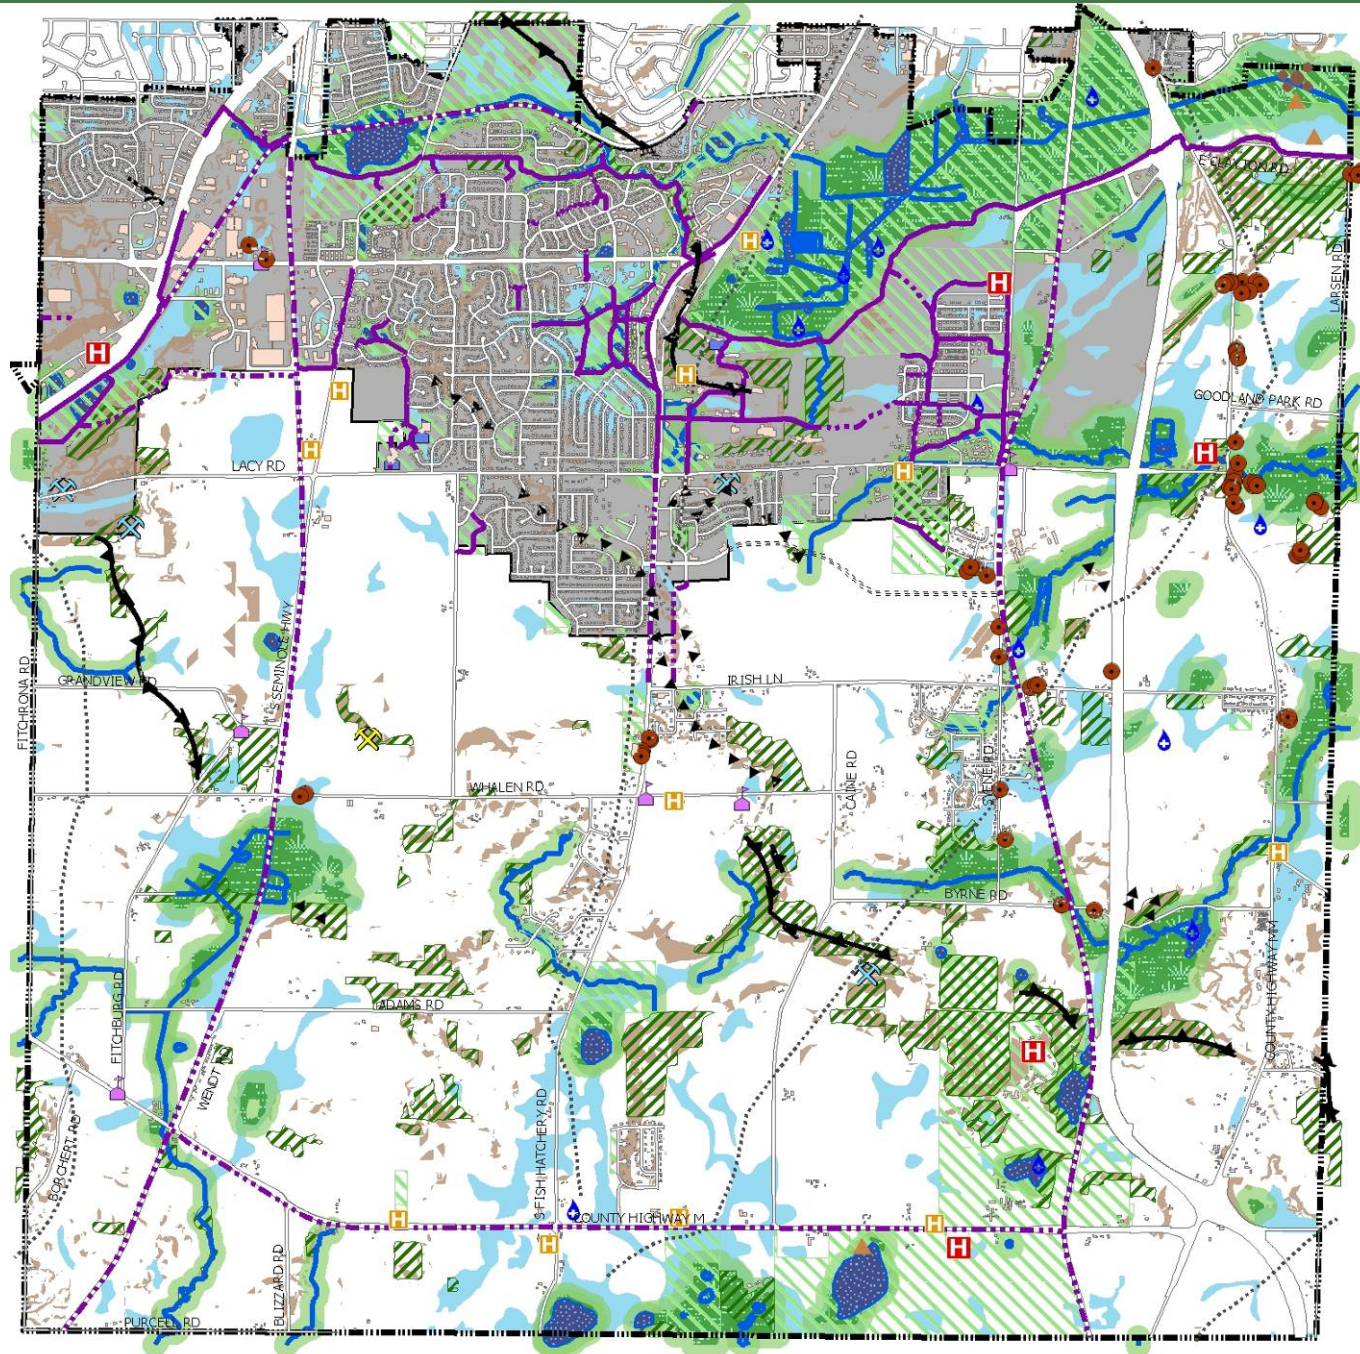 E CLAYTON RD
LARSEN RD
H
H
H
H
H
GOODLAND PARK RD
H
LACY RD
H
H
S SEMINOLE HWY
FITCHRONA RD
GRANDVIEW RD
IRISH LN
WHALEN RD
H
CAINE RD
SYENE RD
H
BYRNE RD
COUNTY HIGHWAY MM
ADAMS RD
FITCHBURG RD
WENDT RD
H
S FISH HATCHERY RD
BORCHERT RD
H
COUNTY HIGHWAY M
H
H
H
H
BLIZZARD RD
PURCELL RD